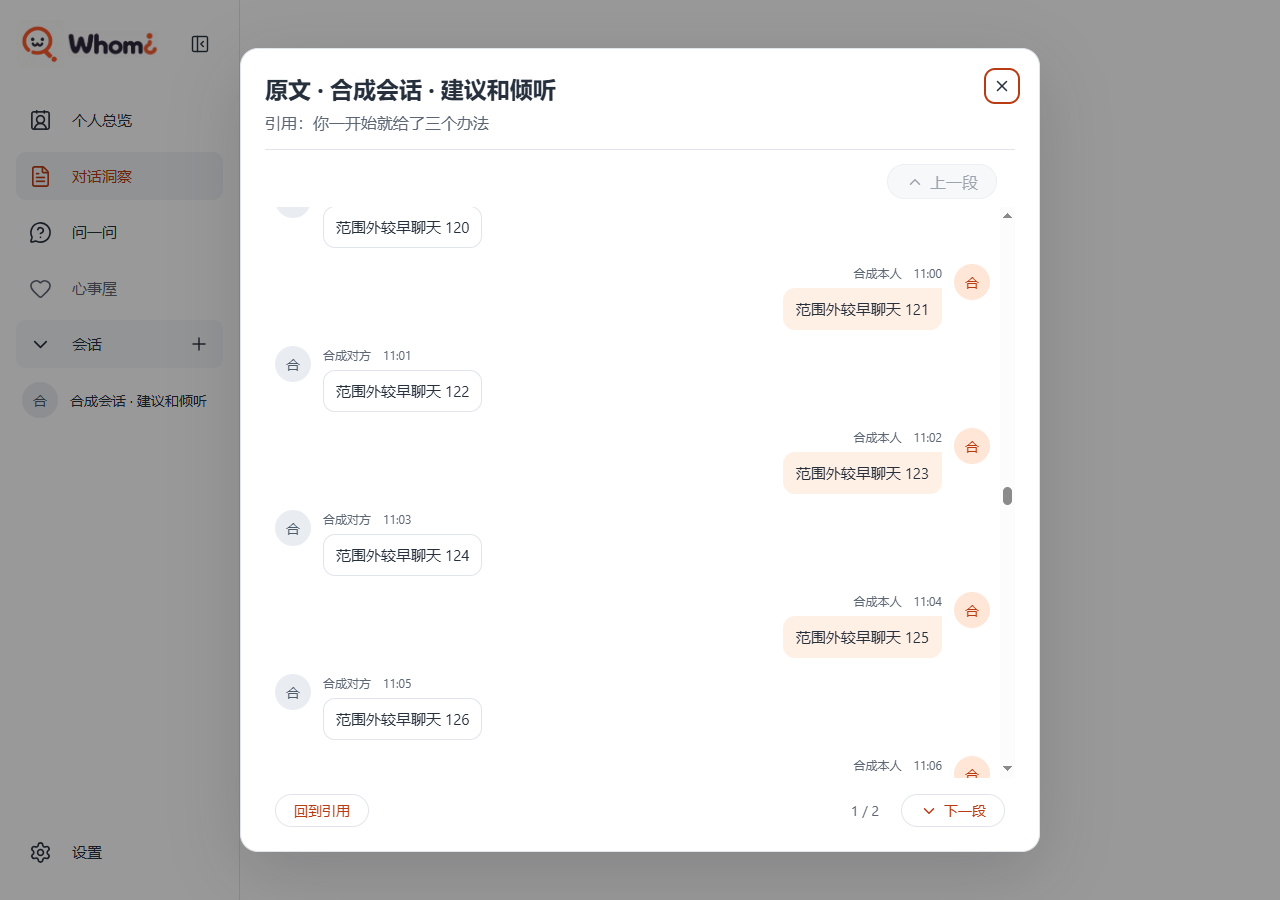 Whomi
个人总览
对话洞察
问一问
心事屋
会话
合 合成会话 · 建议和倾听
设置
原文 · 合成会话 · 建议和倾听
引用：你一开始就给了三个办法
上一段
范围外较早聊天 120
合成本人 11:00 合
范围外较早聊天 121
合 合成对方 11:01
范围外较早聊天 122
合成本人 11:02 合
范围外较早聊天 123
合 合成对方 11:03
范围外较早聊天 124
合成本人 11:04 合
范围外较早聊天 125
合 合成对方 11:05
范围外较早聊天 126
合成本人 11:06 合
回到引用
1 / 2
下一段